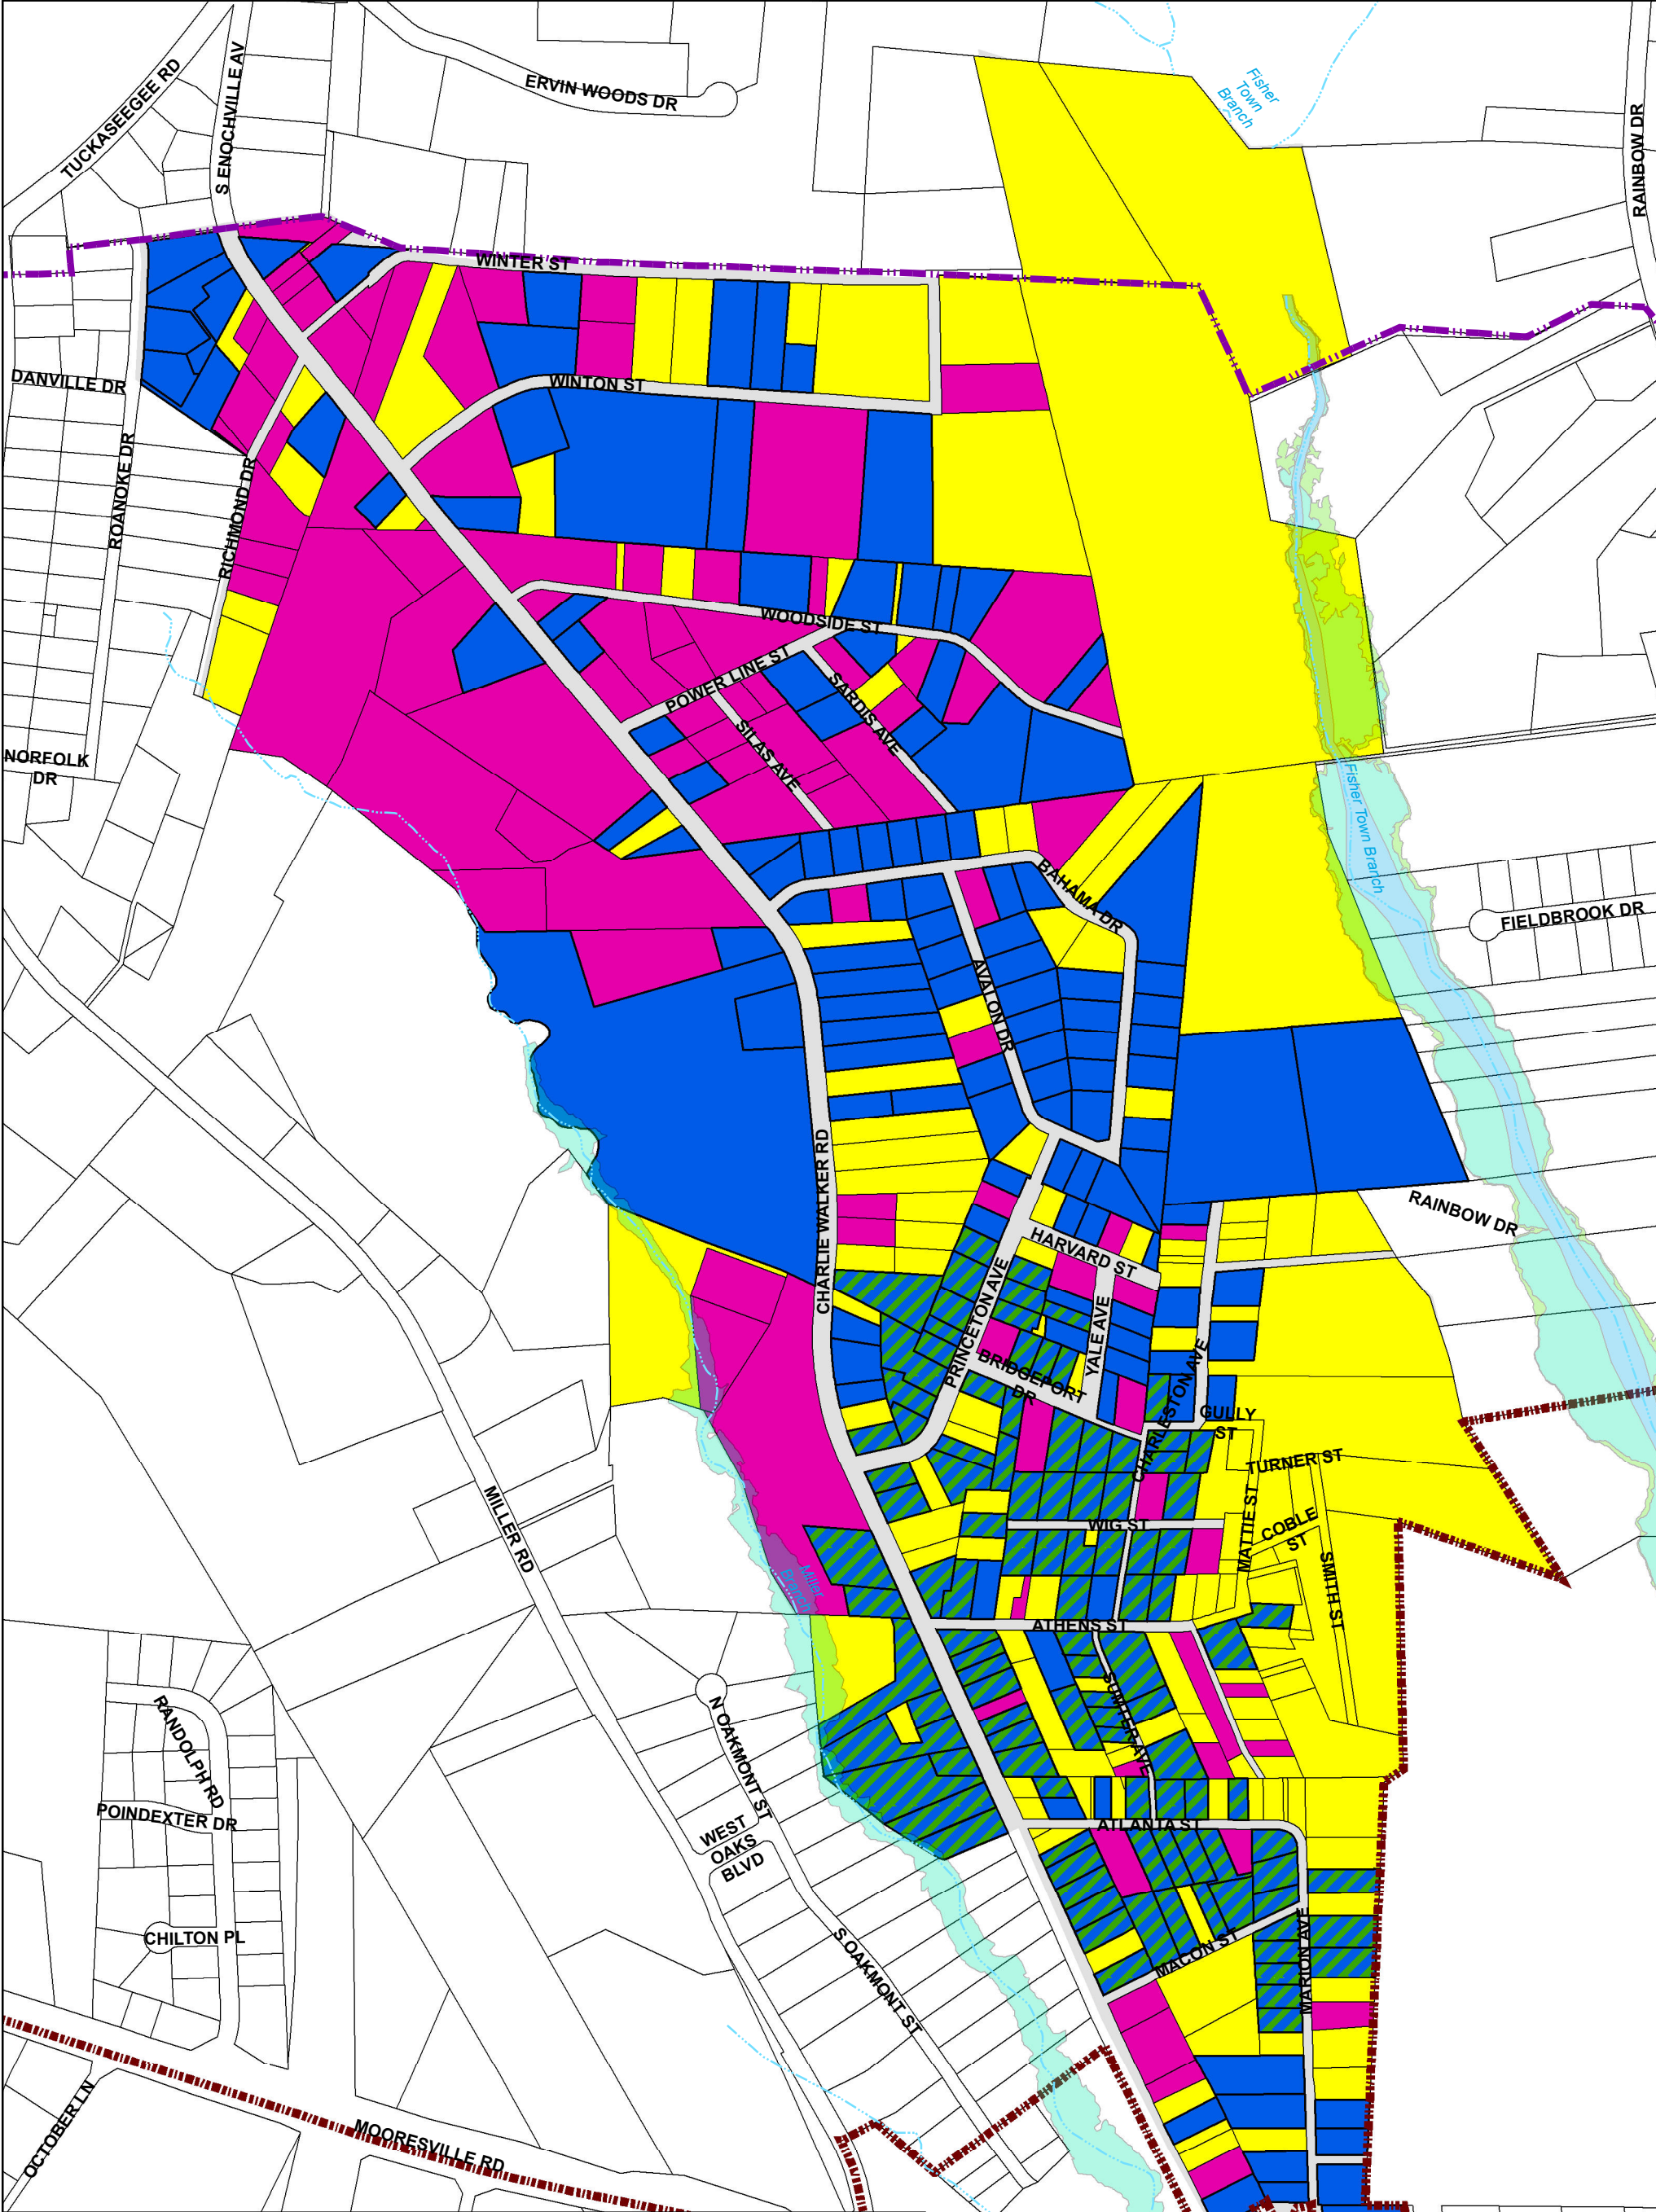 TUCKASEEGEE RD
S ENOCHVILLE AV
ERVIN WOODS DR
Fisher
Town
Branch
RAINBOW DR
WINTER ST
DANVILLE DR
WINTON ST
ROANOKE DR
RICHMOND DR
WOODSIDE ST
POWER LINE ST
SARDIS AVE
SILAS AVE
NORFOLK
DR
Fisher Town Branch
BAHAMA DR
FIELDBROOK DR
AVALON DR
CHARLIE WALKER RD
RAINBOW DR
HARVARD ST
PRINCETON AVE
YALE AVE
BRIDGEPORT
DR
CHARLESTON AVE
GULLY
ST
TURNER ST
MATTIE ST
COBLE
ST
SMITH ST
WIG ST
MILLER RD
Miller
Branch
ATHENS ST
SUMTER AVE
N OAKMONT ST
RANDOLPH RD
POINDEXTER DR
WEST
OAKS
BLVD
ATLANTA ST
CHILTON PL
S OAKMONT ST
MACON ST
MARION AVE
OCTOBER LN
MOORESVILLE RD